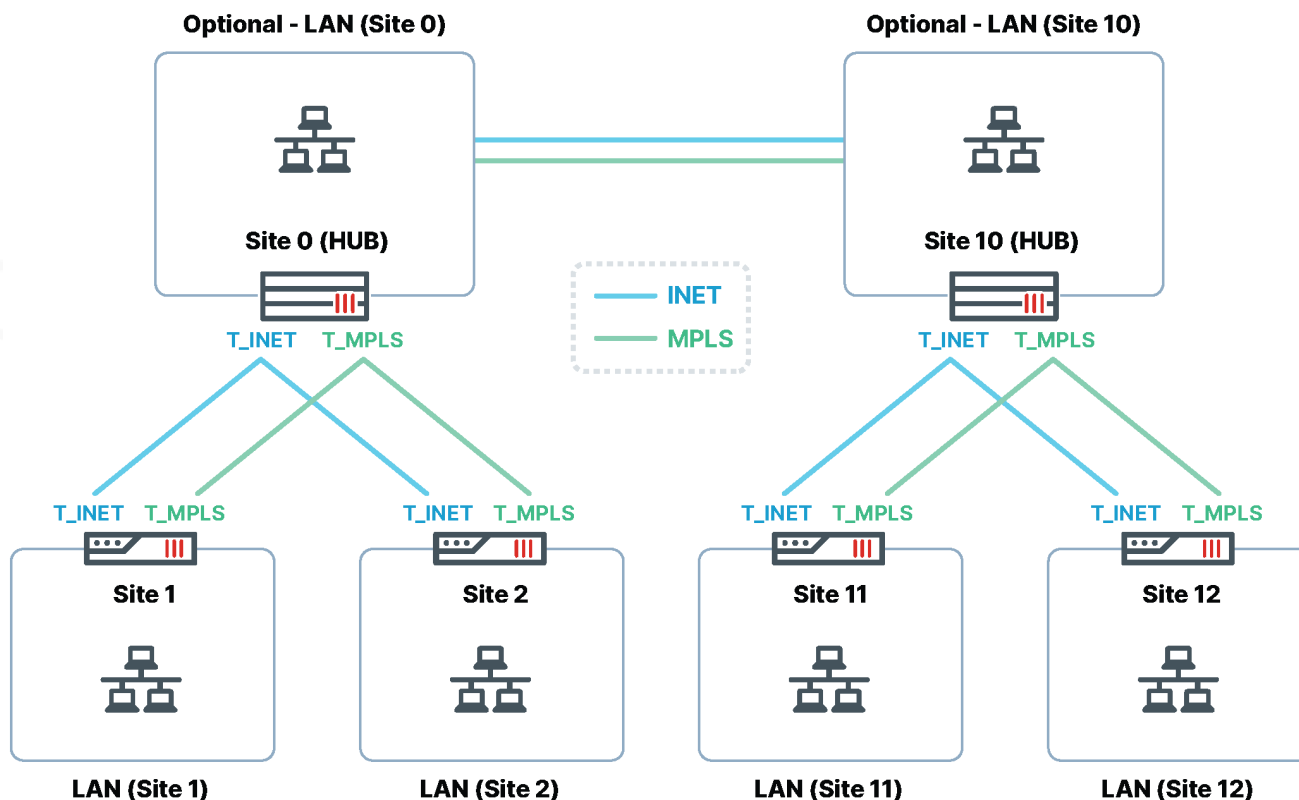 Optional - LAN (Site 0)
Optional - LAN (Site 10)
Site 0 (HUB)
Site 10 (HUB)
INET
MPLS
T_INET T_MPLS
T_INET T_MPLS
T_INET T_MPLS
T_INET T_MPLS
T_INET T_MPLS
T_INET T_MPLS
Site 1
Site 2
Site 11
Site 12
LAN (Site 1)
LAN (Site 2)
LAN (Site 11)
LAN (Site 12)